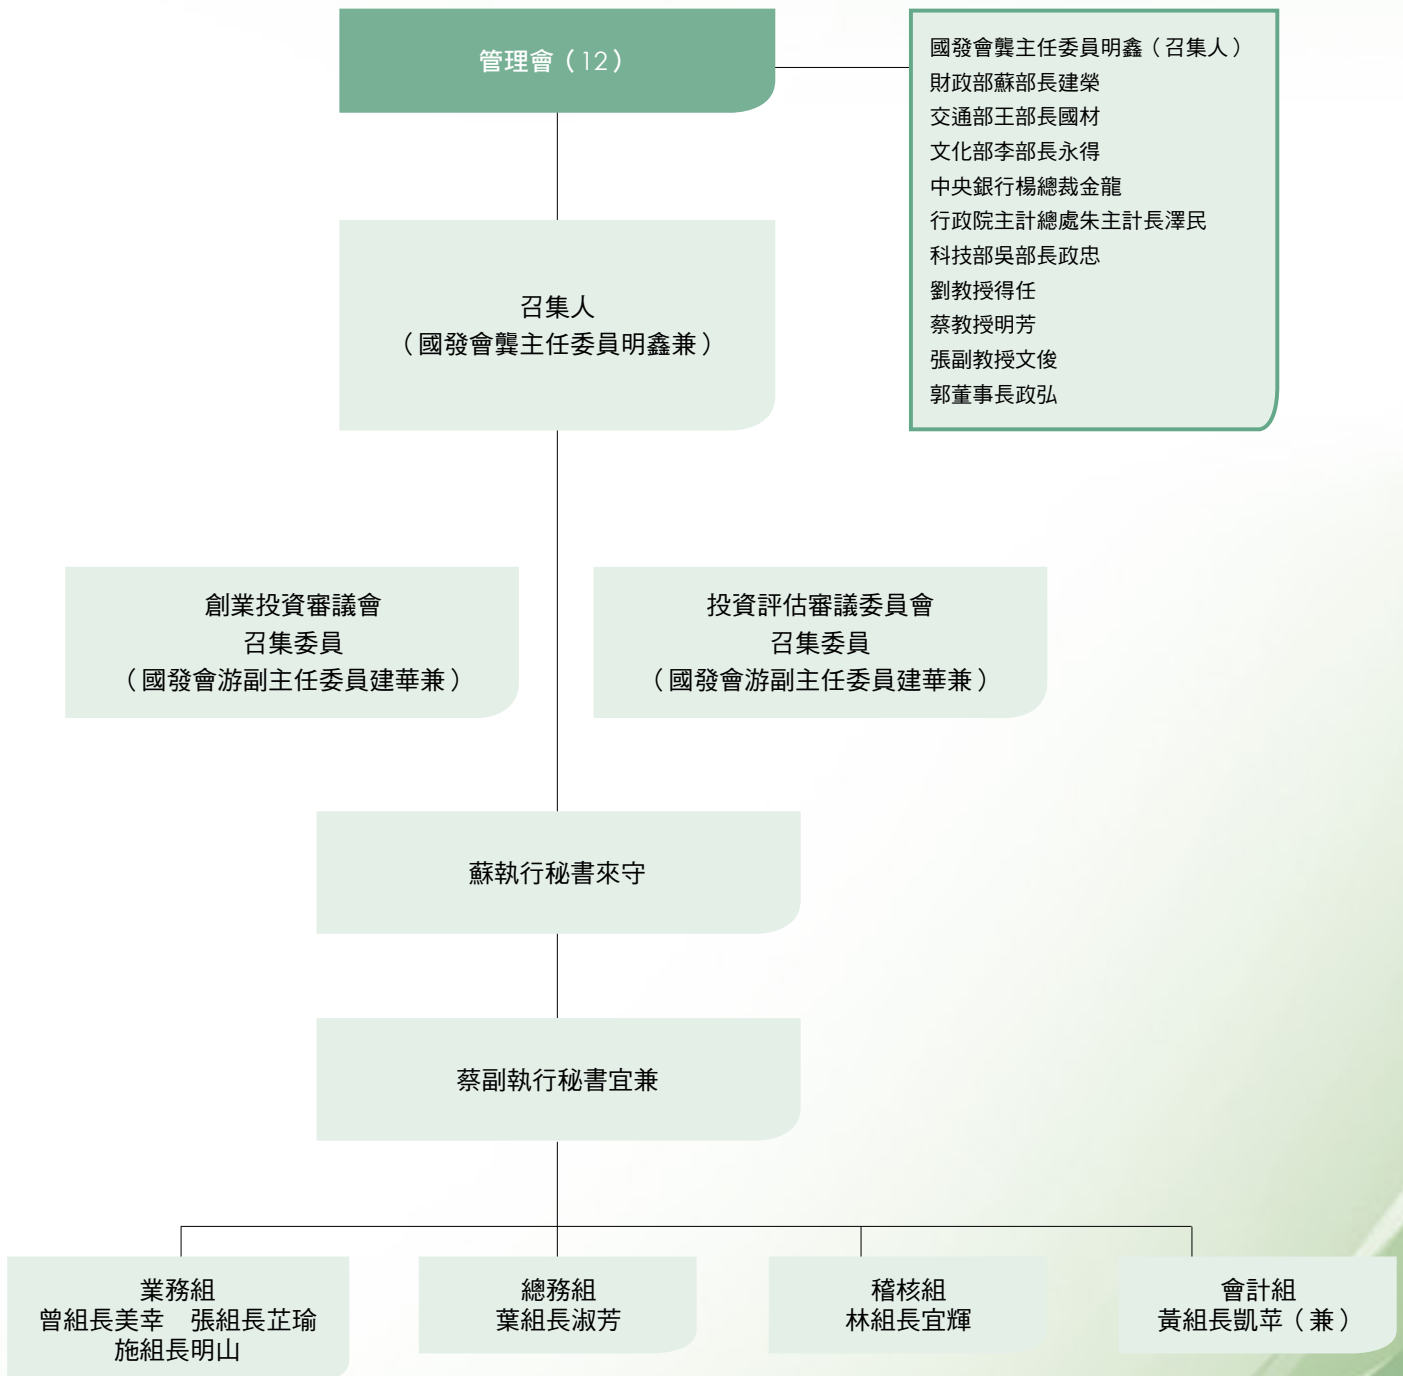 管理會（12）
國發會龔主任委員明鑫（召集人）
財政部蘇部長建榮
交通部王部長國材
文化部李部長永得
中央銀行楊總裁金龍
行政院主計總處朱主計長澤民
科技部吳部長政忠
劉教授得任
蔡教授明芳
張副教授文俊
郭董事長政弘
召集人
（國發會龔主任委員明鑫兼）
創業投資審議會
召集委員
（國發會游副主任委員建華兼）
投資評估審議委員會
召集委員
（國發會游副主任委員建華兼）
蘇執行秘書來守
蔡副執行秘書宜兼
業務組
曾組長美幸　張組長芷瑜
施組長明山
總務組
葉組長淑芳
稽核組
林組長宜輝
會計組
黃組長凱苹（兼）